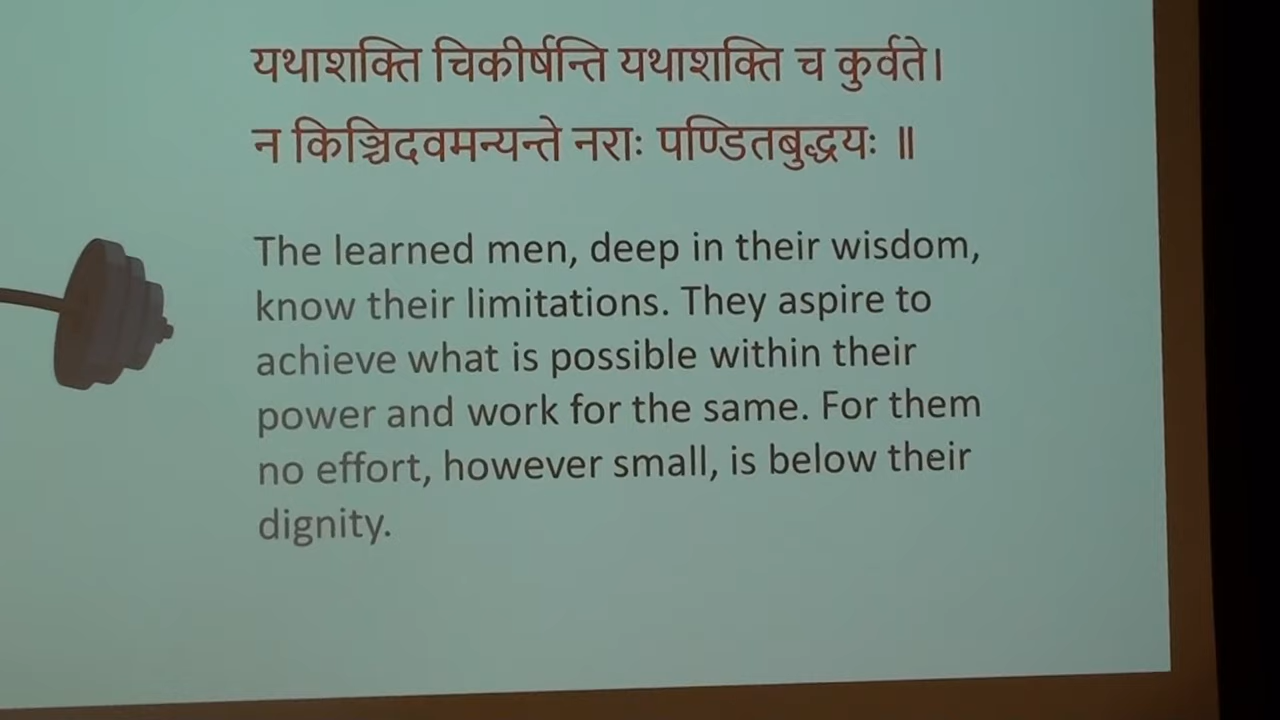 यथाशक्ति चिकीर्षन्ति यथाशक्ति च कुर्वते।
न किञ्चिदवमन्यन्ते नराः पण्डितबुद्धयः ॥
The learned men, deep in their wisdom,
know their limitations. They aspire to
achieve what is possible within their
power and work for the same. For them
no effort, however small, is below their
dignity.